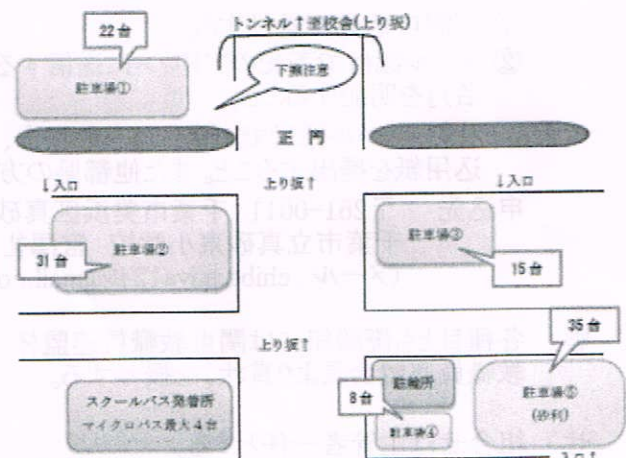 トンネル↑至校舎(上り坂)
22台
駐車場①
下擦注意
正門
↓入口
上り坂↑
↓入口
駐車場②
31台
駐車場③
15台
上り坂↑
35台
スクールバス発着所
マイクロバス最大4台
駐輪所
8台
駐車場④
駐車場⑤
(砂利)
入口↑